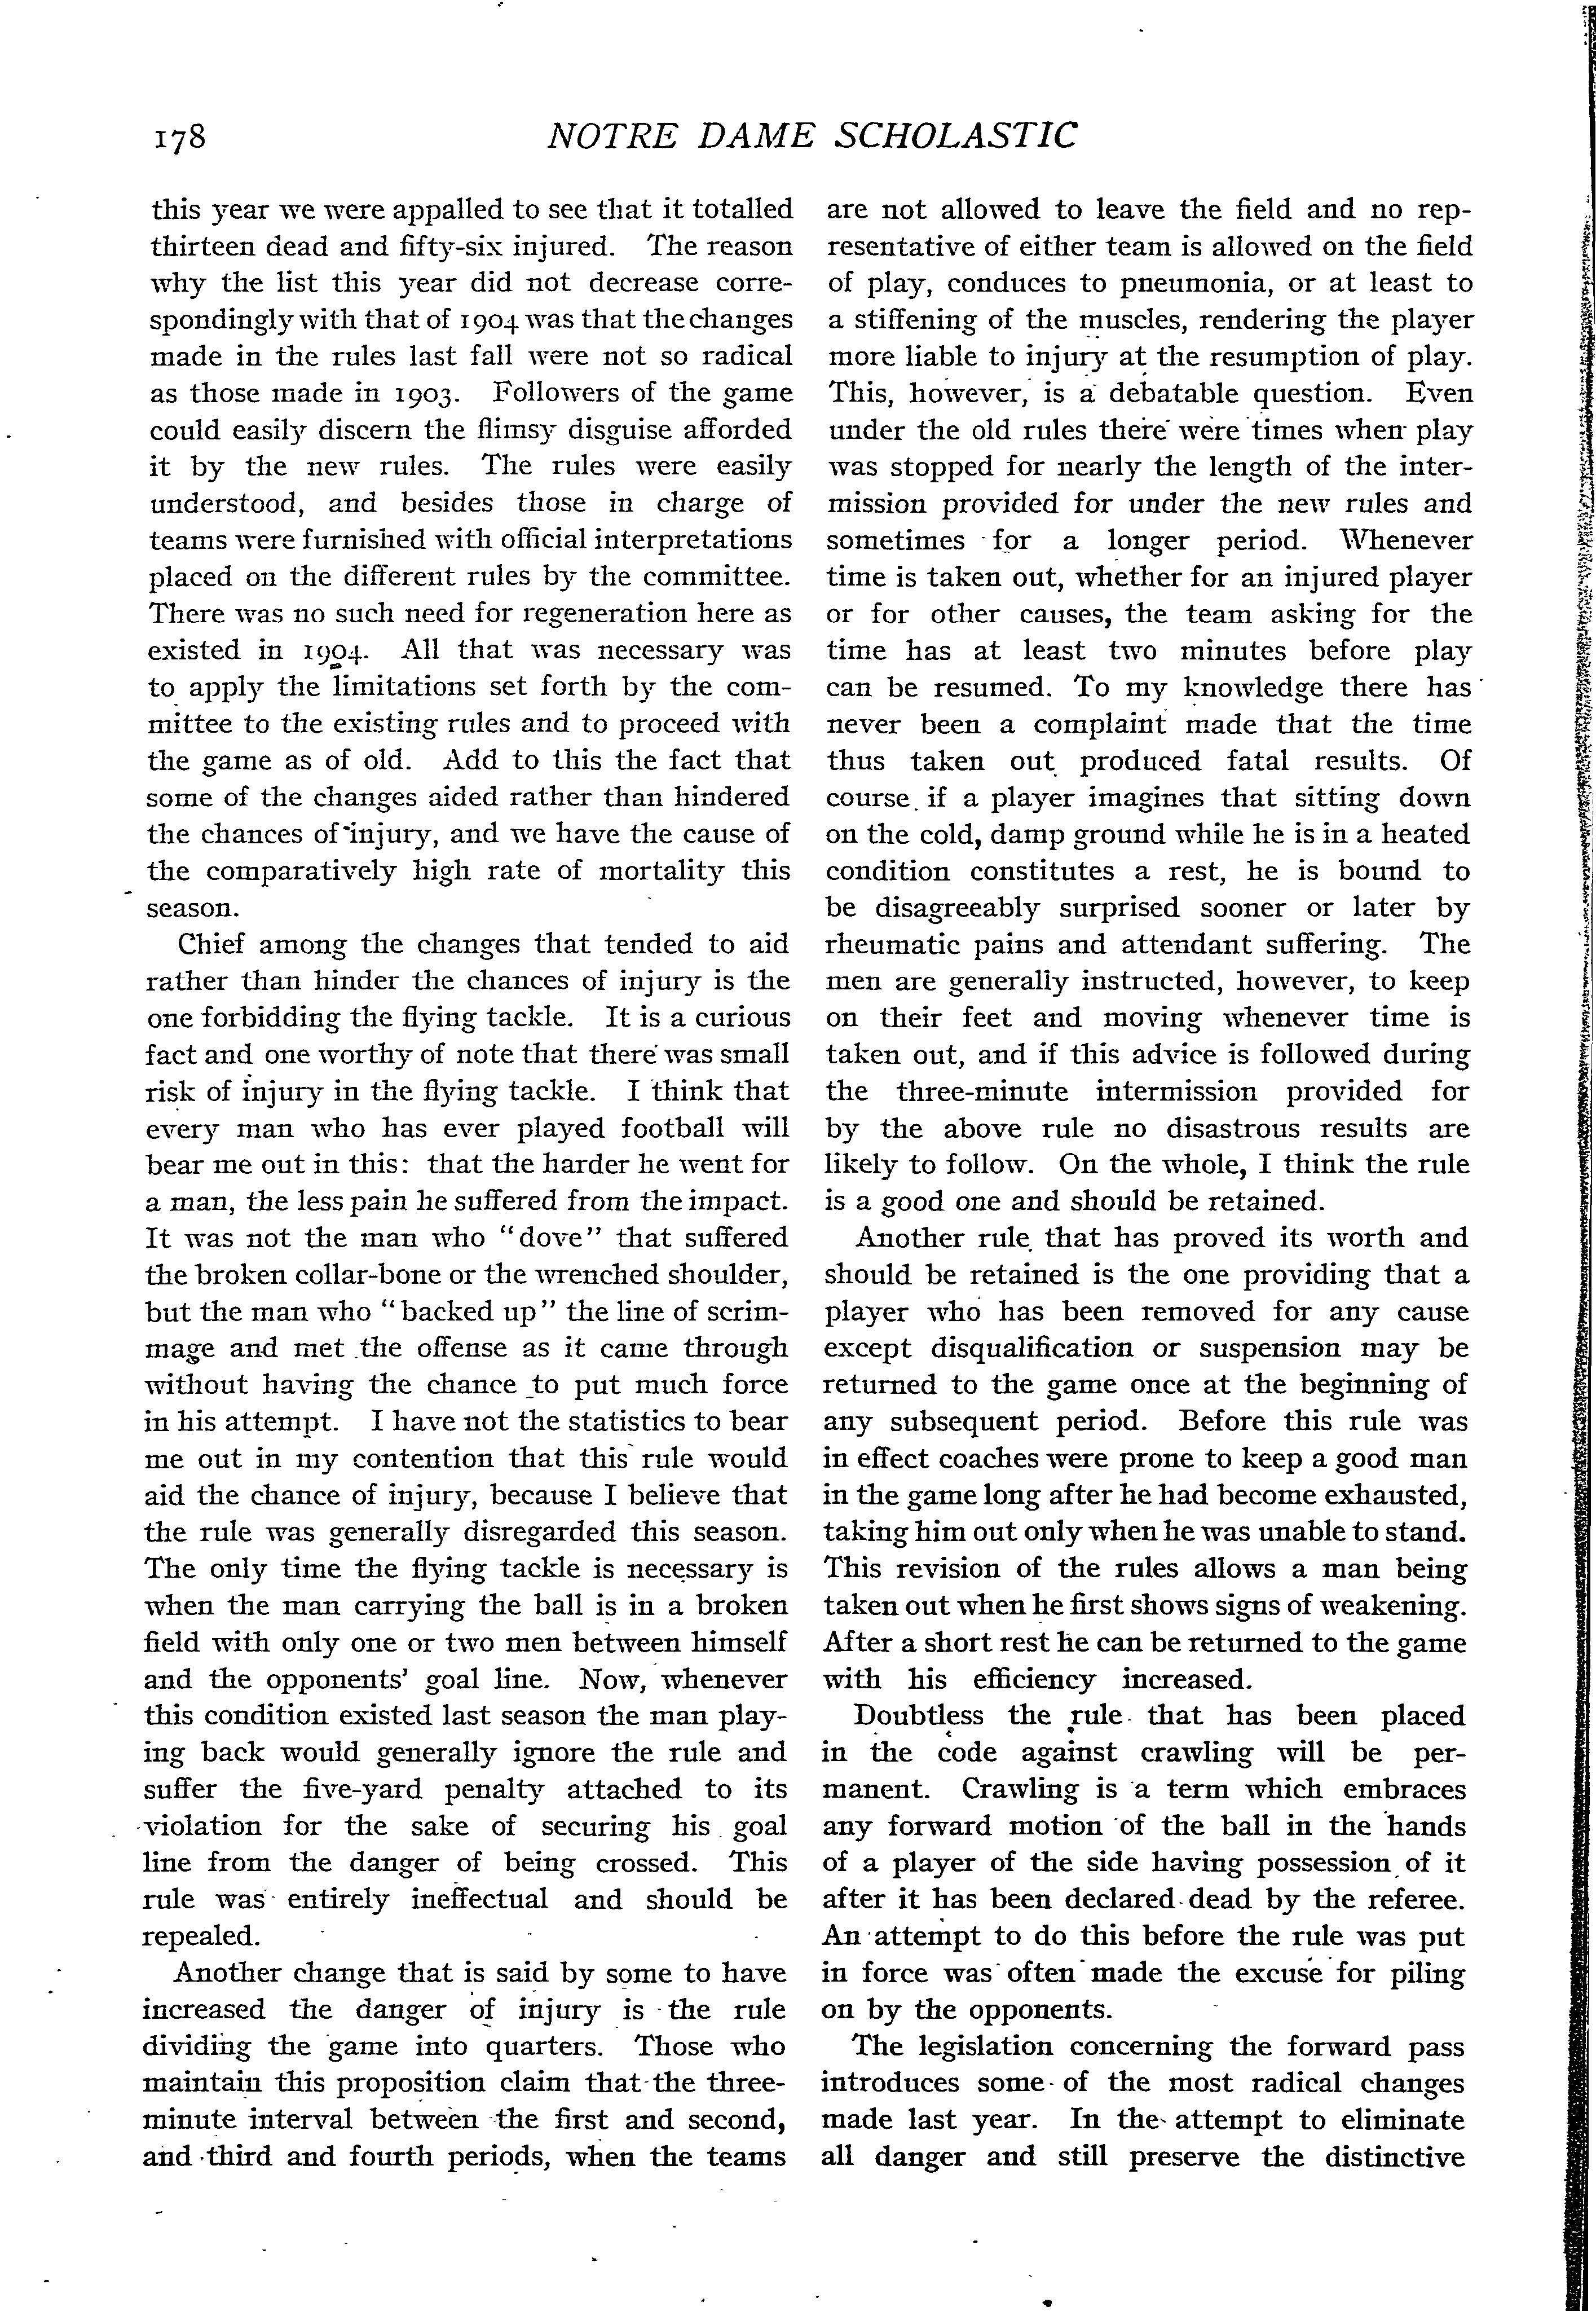 178
NOTRE DAME SCHOLASTIC
this year we were appalled to see that it totalled
thirteen dead and fifty-six injured. The reason
why the list this year did not decrease corre-
spondingly with that of 1904 was that the changes
made in the rules last fall were not so radical
as those made in 1903. Followers of the game
could easily discern the flimsy disguise afforded
it by the new rules. The rules were easily
understood, and besides those in charge of
teams were furnished with official interpretations
placed on the different rules by the committee.
There was no such need for regeneration here as
existed in 1904. All that was necessary was
to apply the limitations set forth by the com-
mittee to the existing rules and to proceed with
the game as of old. Add to this the fact that
some of the changes aided rather than hindered
the chances of injury, and we have the cause of
the comparatively high rate of mortality this
season.
Chief among the changes that tended to aid
rather than hinder the chances of injury is the
one forbidding the flying tackle. It is a curious
fact and one worthy of note that there was small
risk of injury in the flying tackle. I think that
every man who has ever played football will
bear me out in this: that the harder he went for
a man, the less pain he suffered from the impact.
It was not the man who "dove" that suffered
the broken collar-bone or the wrenched shoulder,
but the man who "backed up" the line of scrim-
mage and met the offense as it came through
without having the chance to put much force
in his attempt. I have not the statistics to bear
me out in my contention that this rule would
aid the chance of injury, because I believe that
the rule was generally disregarded this season.
The only time the flying tackle is necessary is
when the man carrying the ball is in a broken
field with only one or two men between himself
and the opponents' goal line. Now, whenever
this condition existed last season the man play-
ing back would generally ignore the rule and
suffer the five-yard penalty attached to its
violation for the sake of securing his goal
line from the danger of being crossed. This
rule was entirely ineffectual and should be
repealed.
Another change that is said by some to have
increased the danger of injury is the rule
dividing the game into quarters. Those who
maintain this proposition claim that the three-
minute interval between the first and second,
and third and fourth periods, when the teams
are not allowed to leave the field and no rep-
resentative of either team is allowed on the field
of play, conduces to pneumonia, or at least to
a stiffening of the muscles, rendering the player
more liable to injury at the resumption of play.
This, however, is a debatable question. Even
under the old rules there were times when play
was stopped for nearly the length of the inter-
mission provided for under the new rules and
sometimes for a longer period. Whenever
time is taken out, whether for an injured player
or for other causes, the team asking for the
time has at least two minutes before play
can be resumed. To my knowledge there has
never been a complaint made that the time
thus taken out produced fatal results. Of
course if a player imagines that sitting down
on the cold, damp ground while he is in a heated
condition constitutes a rest, he is bound to
be disagreeably surprised sooner or later by
rheumatic pains and attendant suffering. The
men are generally instructed, however, to keep
on their feet and moving whenever time is
taken out, and if this advice is followed during
the three-minute intermission provided for
by the above rule no disastrous results are
likely to follow. On the whole, I think the rule
is a good one and should be retained.
Another rule that has proved its worth and
should be retained is the one providing that a
player who has been removed for any cause
except disqualification or suspension may be
returned to the game once at the beginning of
any subsequent period. Before this rule was
in effect coaches were prone to keep a good man
in the game long after he had become exhausted,
taking him out only when he was unable to stand.
This revision of the rules allows a man being
taken out when he first shows signs of weakening.
After a short rest he can be returned to the game
with his efficiency increased.
Doubtless the rule that has been placed
in the code against crawling will be per-
manent. Crawling is a term which embraces
any forward motion of the ball in the hands
of a player of the side having possession of it
after it has been declared dead by the referee.
An attempt to do this before the rule was put
in force was often made the excuse for piling
on by the opponents.
The legislation concerning the forward pass
introduces some of the most radical changes
made last year. In the attempt to eliminate
all danger and still preserve the distinctive